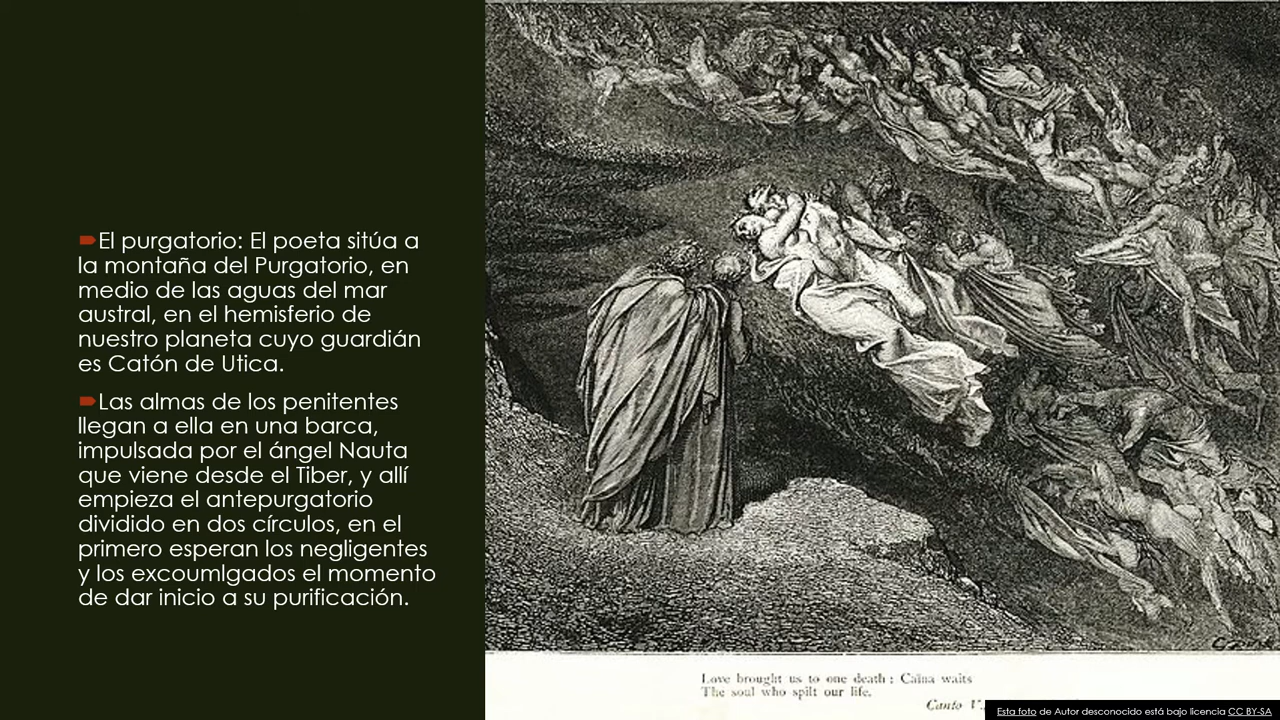 El purgatorio: El poeta sitúa a
la montaña del Purgatorio, en
medio de las aguas del mar
austral, en el hemisferio de
nuestro planeta cuyo guardián
es Catón de Utica.
Las almas de los penitentes
llegan a ella en una barca,
impulsada por el ángel Nauta
que viene desde el Tiber, y allí
empieza el antepurgatorio
dividido en dos círculos, en el
primero esperan los negligentes
y los excoumlgados el momento
de dar inicio a su purificación.
Love brought us to one death: Caïna waits
The soul who spilt our life.
Canto V.
Esta foto de Autor desconocido está bajo licencia CC BY-SA